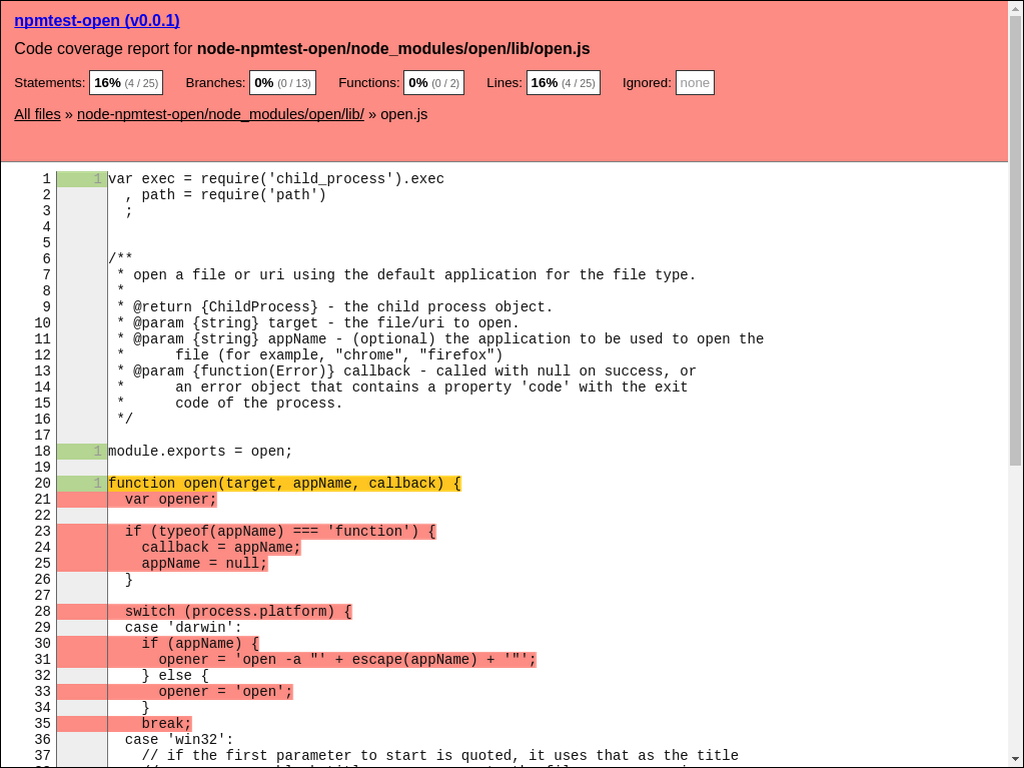 npmtest-open (v0.0.1)
Code coverage report for node-npmtest-open/node_modules/open/lib/open.js
Statements: 16% (4 / 25) Branches: 0% (0 / 13) Functions: 0% (0 / 2) Lines: 16% (4 / 25) Ignored: none
All files » node-npmtest-open/node_modules/open/lib/ » open.js
1 1 var exec = require('child_process').exec
2 , path = require('path')
3 ;
4
5
6 /**
7 * open a file or uri using the default application for the file type.
8 *
9 * @return {ChildProcess} - the child process object.
10 * @param {string} target - the file/uri to open.
11 * @param {string} appName - (optional) the application to be used to open the
12 * file (for example, "chrome", "firefox")
13 * @param {function(Error)} callback - called with null on success, or
14 * an error object that contains a property 'code' with the exit
15 * code of the process.
16 */
17
18 1 module.exports = open;
19
20 1 function open(target, appName, callback) {
21 var opener;
22
23 if (typeof(appName) === 'function') {
24 callback = appName;
25 appName = null;
26 }
27
28 switch (process.platform) {
29 case 'darwin':
30 if (appName) {
31 opener = 'open -a "' + escape(appName) + '"';
32 } else {
33 opener = 'open';
34 }
35 break;
36 case 'win32':
37 // if the first parameter to start is quoted, it uses that as the title